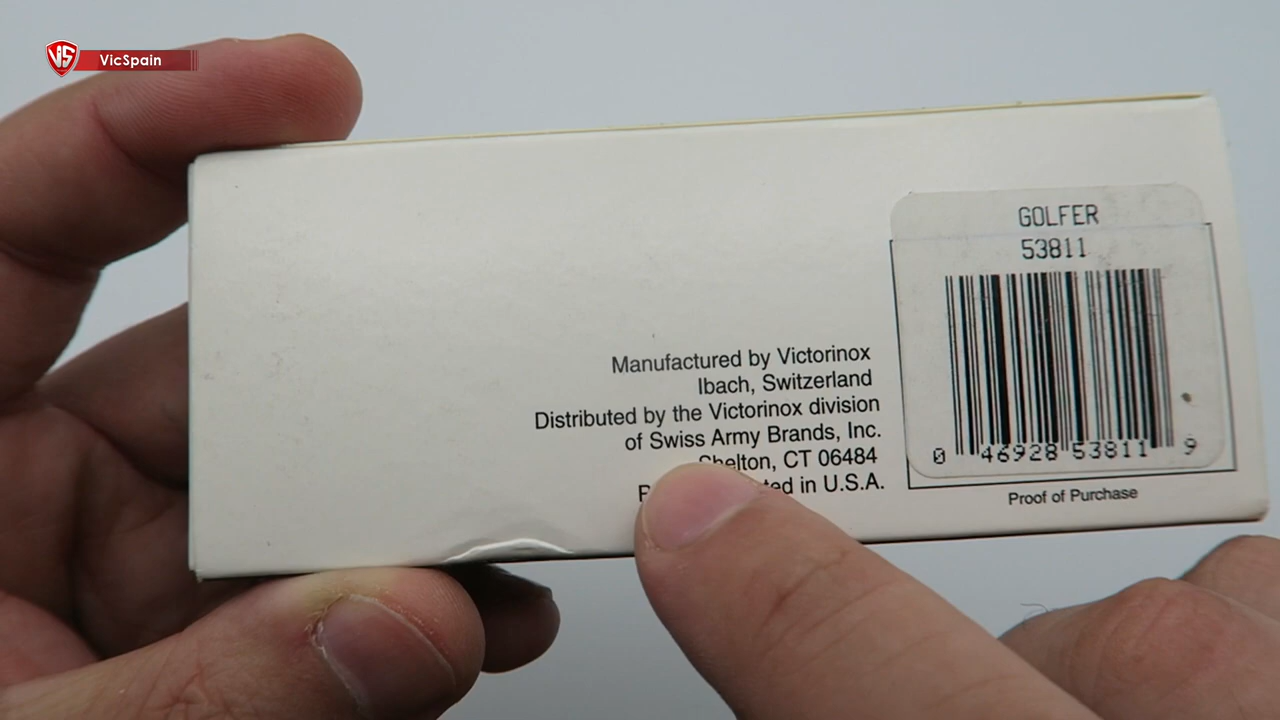 VS VicSpain
GOLFER
53811
0 46928 53811 9
Proof of Purchase
Manufactured by Victorinox
Ibach, Switzerland
Distributed by the Victorinox division
of Swiss Army Brands, Inc.
Shelton, CT 06484
in U.S.A.